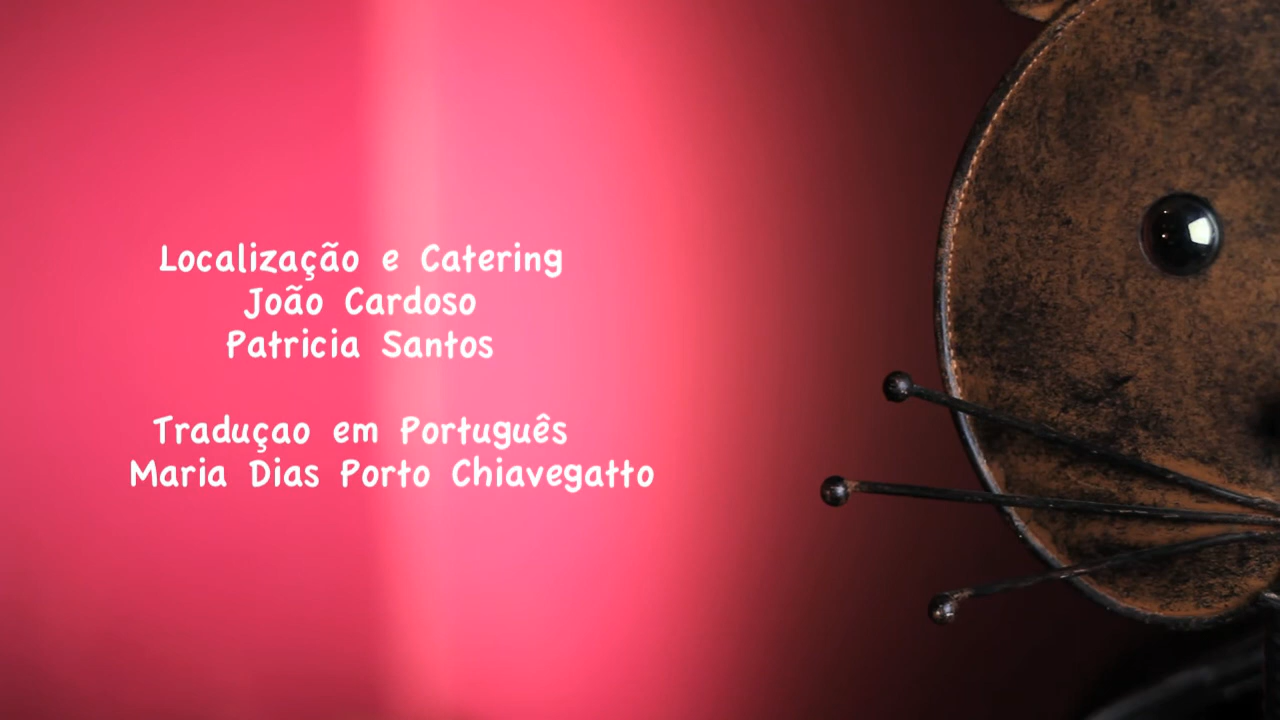 Localização e Catering
João Cardoso
Patricia Santos
Traduçao em Português
Maria Dias Porto Chiavegatto